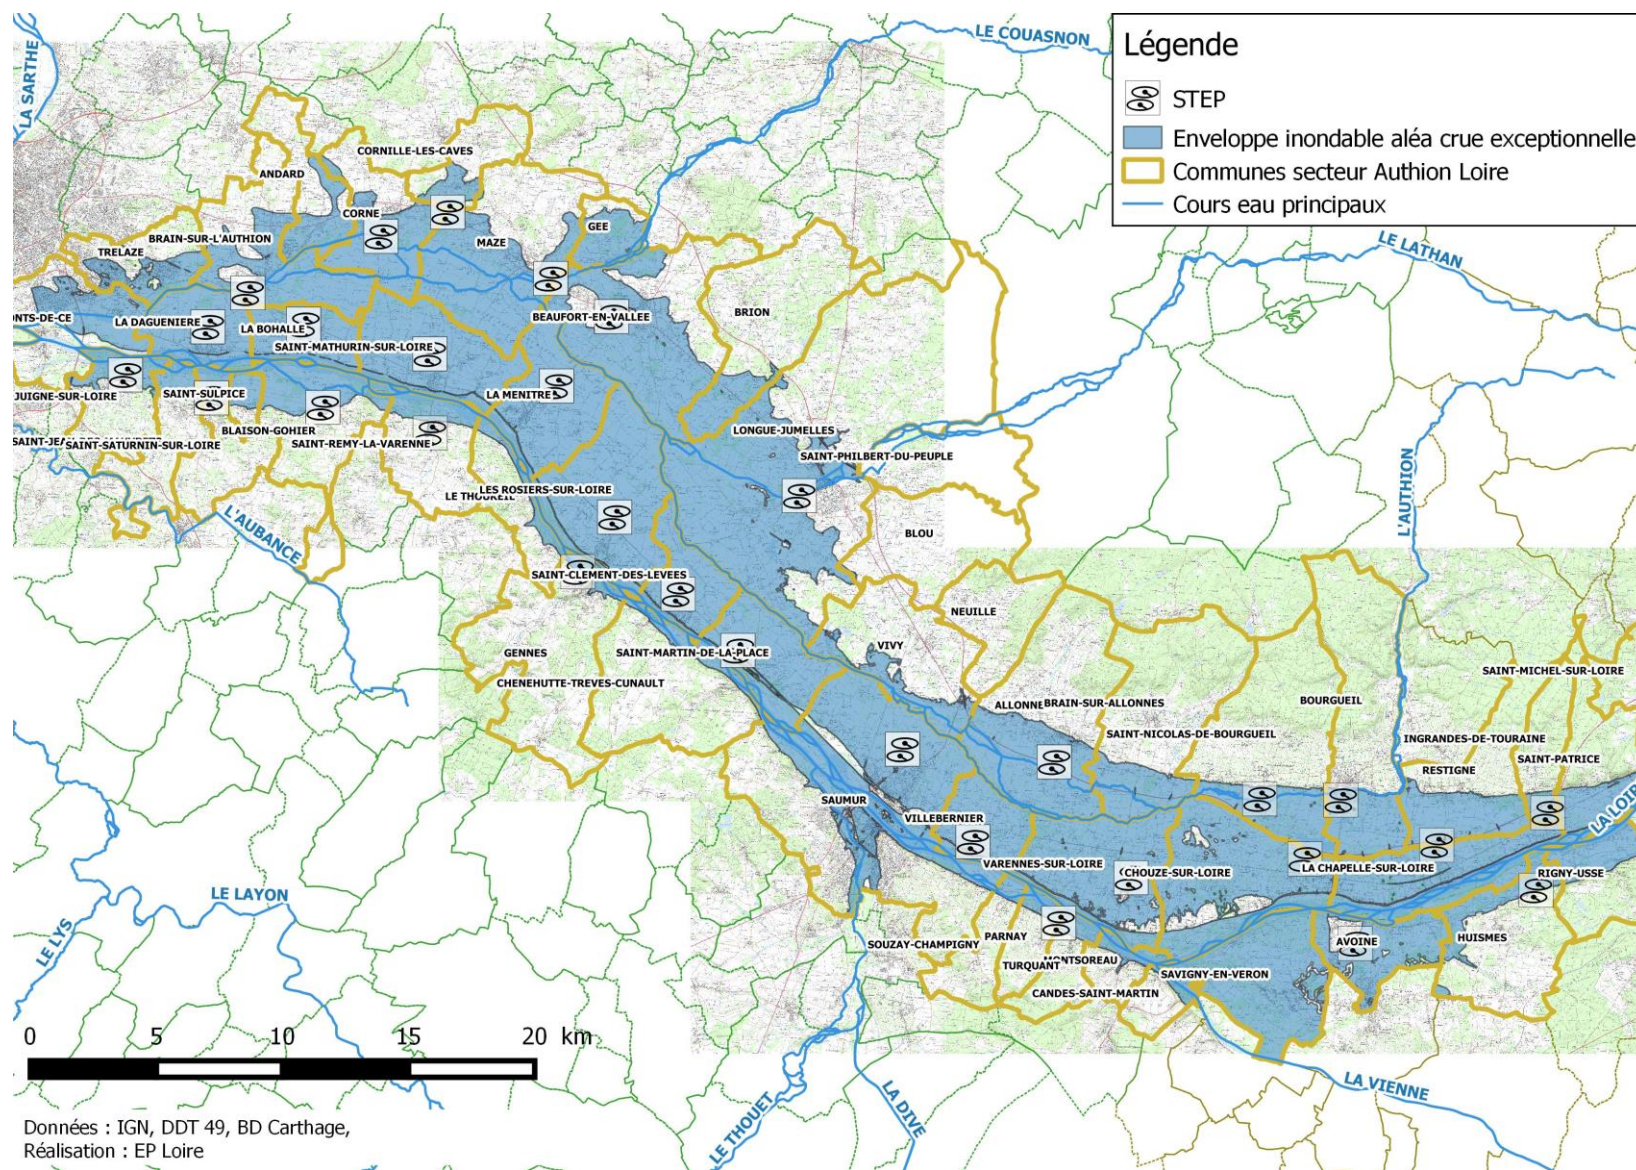 LA SARTHE
LE COUASNON
Légende
STEP
Enveloppe inondable aléa crue exceptionnelle
Communes secteur Authion Loire
Cours eau principaux
CORNILLE-LES-CAVES
ANDARD
CORNE
GEE
MAZE
BRAIN-SUR-L'AUTHION
TRELAZE
LE LATHAN
BRION
BEAUFORT-EN-VALLEE
ONTS-DE-CE
LA DAGUENIERE
LA BOHALLE
SAINT-MATHURIN-SUR-LOIRE
JUIGNE-SUR-LOIRE
SAINT-SULPICE
LA MENITRE
BLAISON-GOHIER
LONGUE-JUMELLES
SAINT-SATURNIN-SUR-LOIRE
SAINT-REMY-LA-VARENNE
SAINT-PHILBERT-DU-PEUPLE
LE THOUREIL
LES ROSIERS-SUR-LOIRE
L'AUBANCE
L'AUTHION
BLOU
SAINT-CLEMENT-DES-LEVEES
NEUILLE
VIVY
GENNES
SAINT-MARTIN-DE-LA-PLACE
CHENEHUTTE-TREVES-CUNAULT
SAINT-MICHEL-SUR-LOIRE
ALLONNE
BRAIN-SUR-ALLONNES
BOURGUEIL
SAINT-NICOLAS-DE-BOURGUEIL
INGRANDES-DE-TOURAINE
SAINT-PATRICE
RESTIGNE
SAUMUR
VILLEBERNIER
LA LOIR
VARENNES-SUR-LOIRE
CHOUZE-SUR-LOIRE
LA CHAPELLE-SUR-LOIRE
RIGNY-USSE
LE LAYON
LE LYS
SOUZAY-CHAMPIGNY
PARNAY
TURQUANT
MONTSOREAU
AVOINE
HUISMES
SAVIGNY-EN-VERON
CANDES-SAINT-MARTIN
0 5 10 15 20 km
LA VIENNE
LE THOUET
LA DIVE
Données : IGN, DDT 49, BD Carthage,
Réalisation : EP Loire